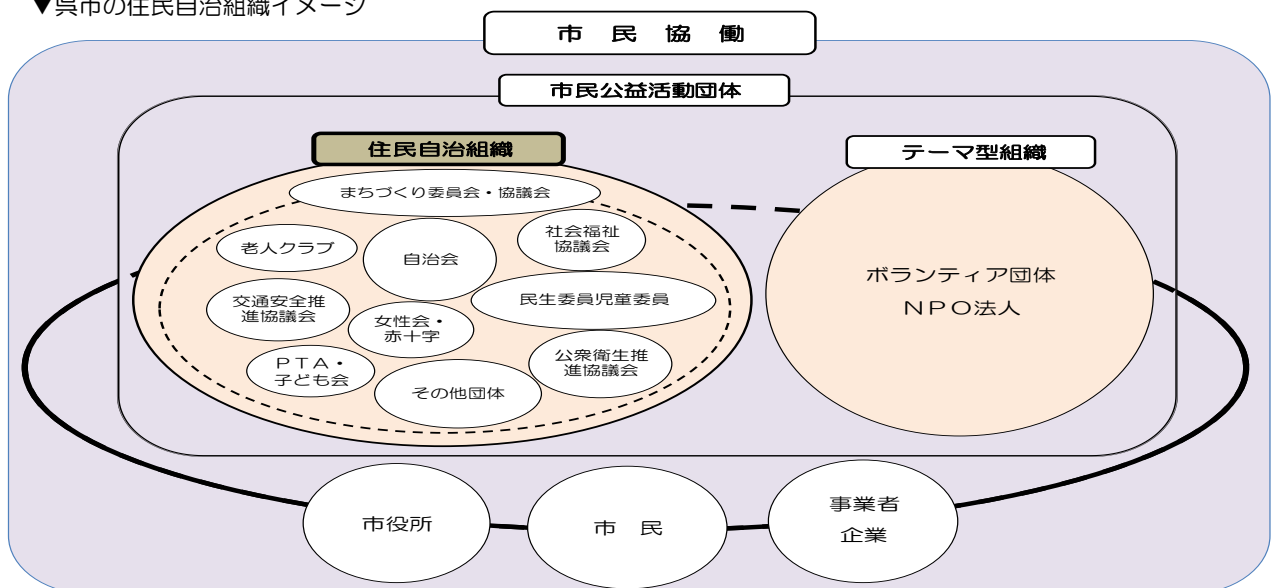 ▼呉市の住民自治組織イメージ
市 民 協 働
市民公益活動団体
住民自治組織
テーマ型組織
まちづくり委員会・協議会
老人クラブ
自治会
社会福祉
協議会
交通安全推
進協議会
女性会・
赤十字
民生委員児童委員
PTA・
子ども会
その他団体
公衆衛生推
進協議会
ボランティア団体
NPO法人
市役所
市 民
事業者
企業